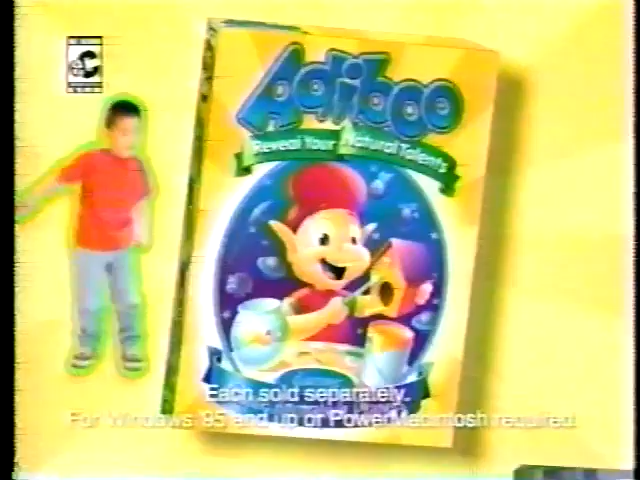 Adiboo
Reveal Your Natural Talents
Each sold separately.
For Windows '95 and up or PowerMacintosh required.